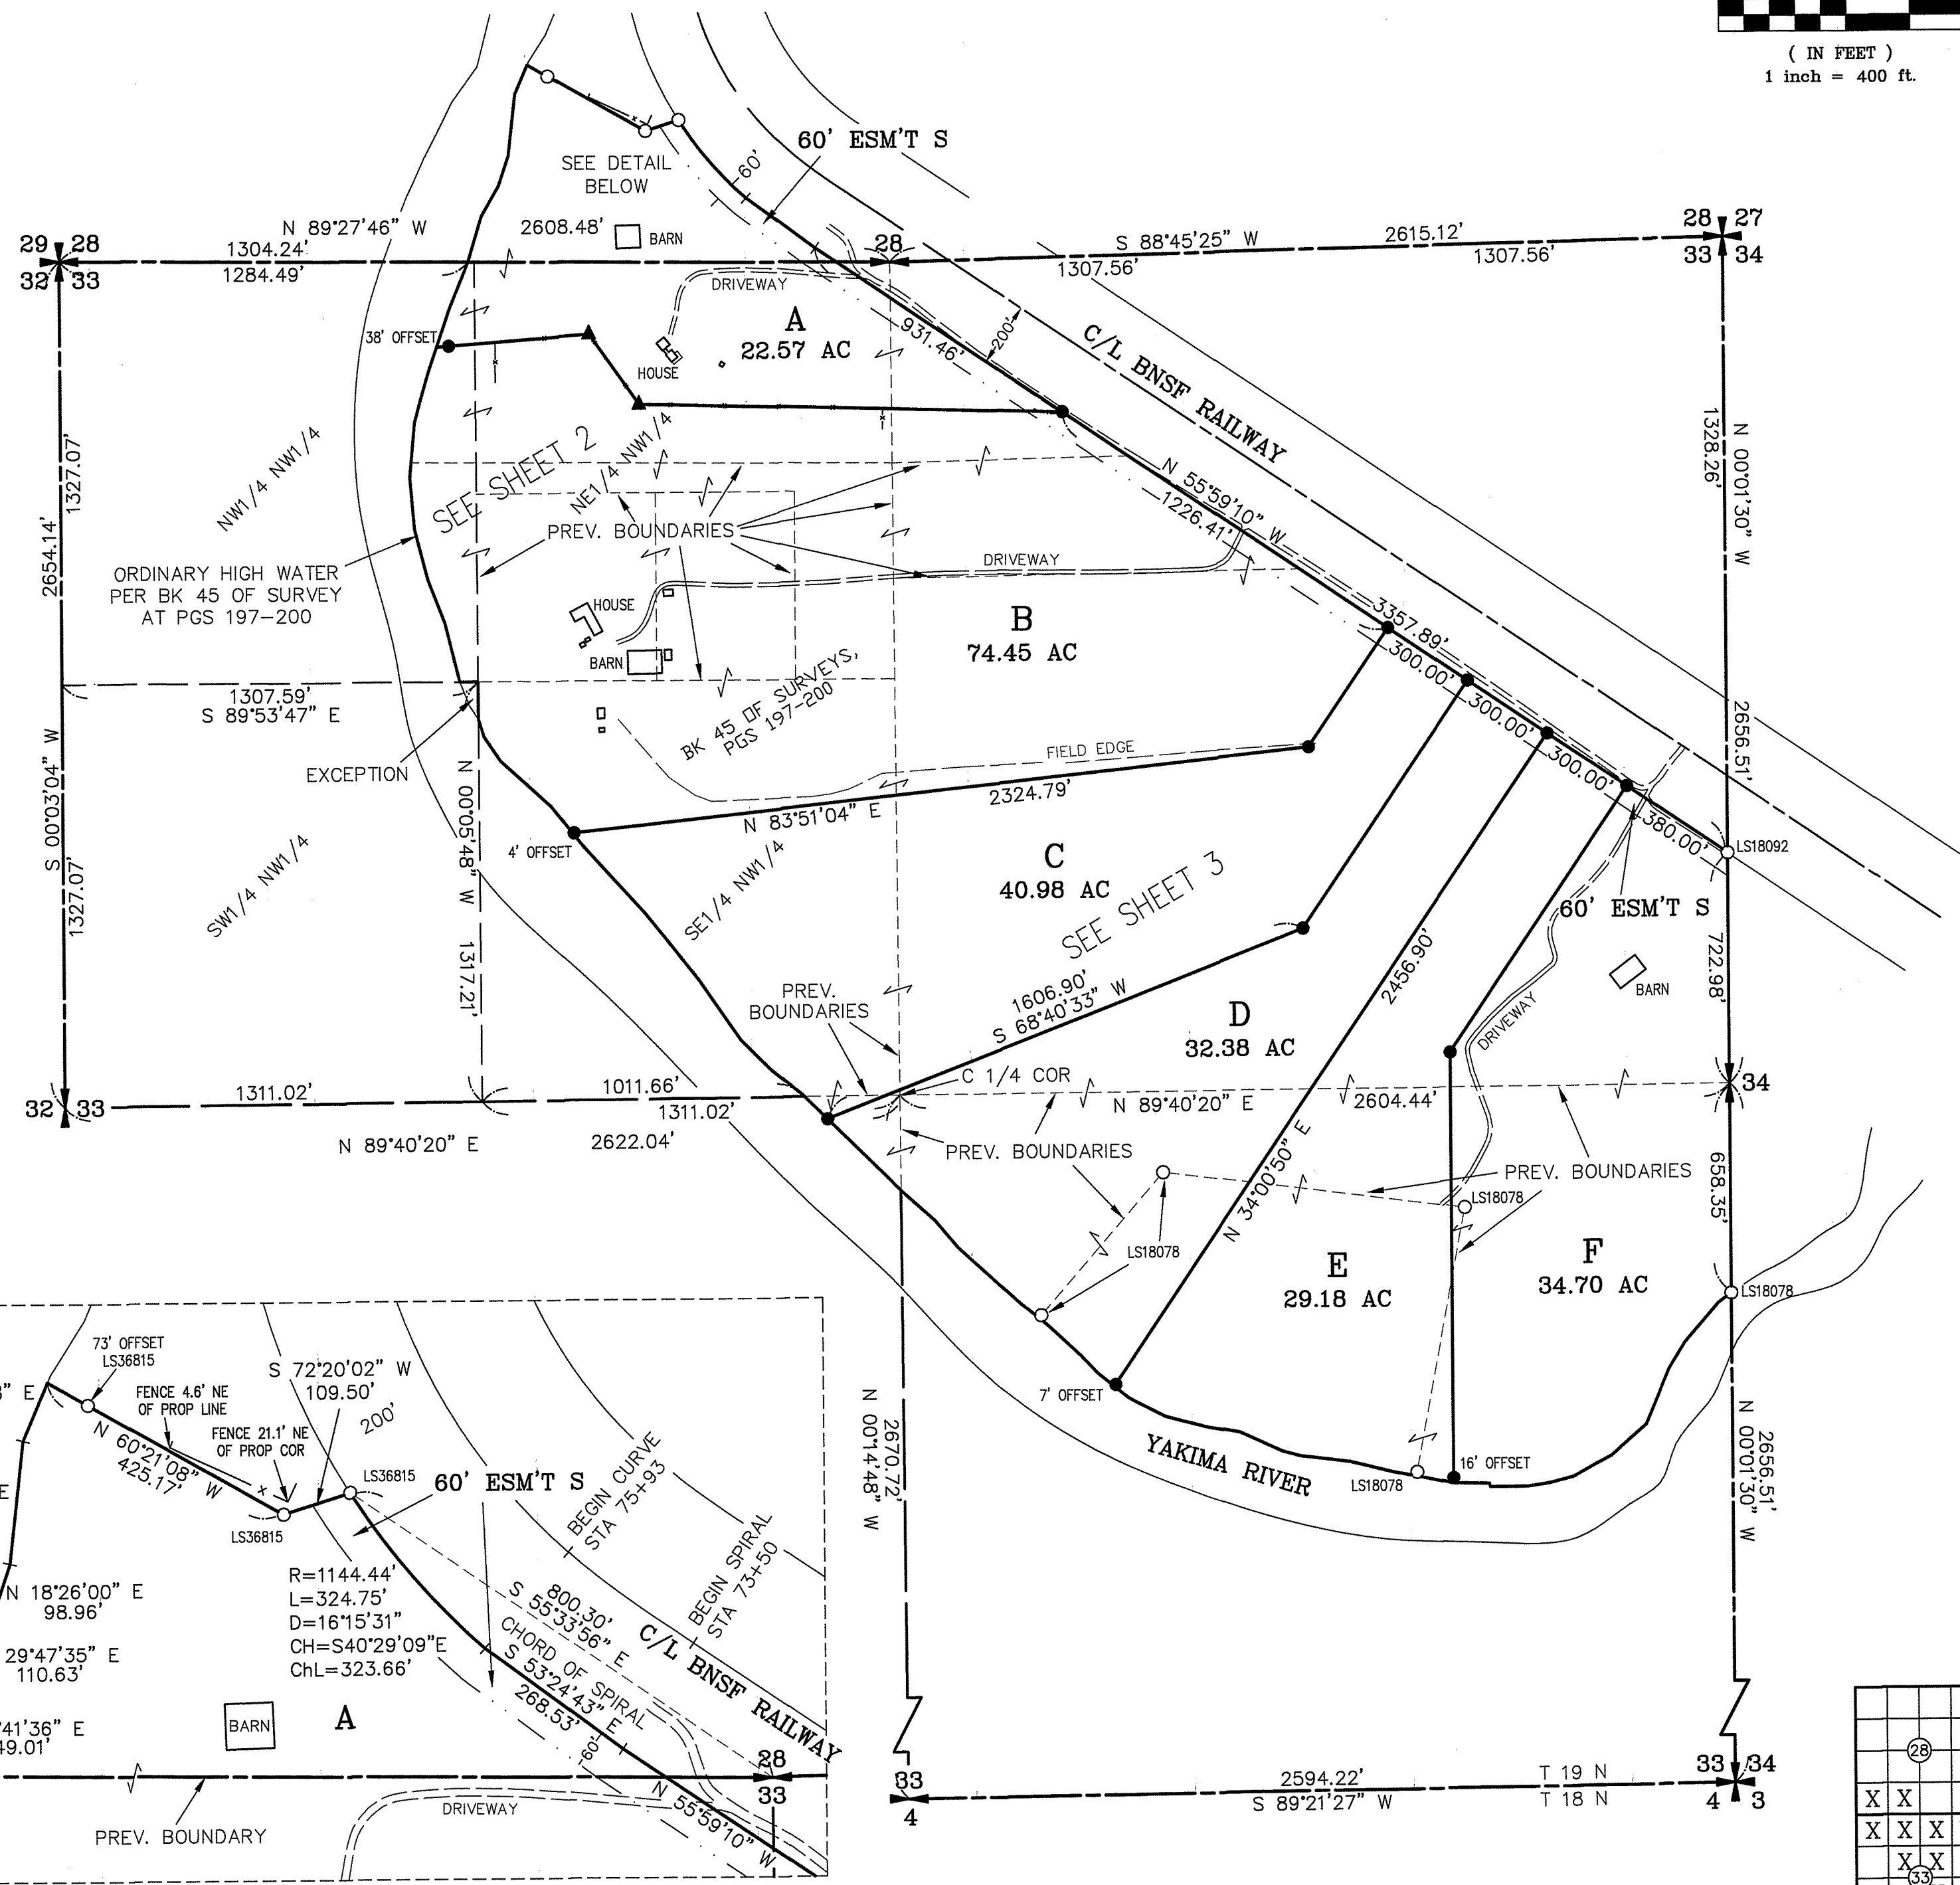 ( IN FEET )
1 inch = 400 ft.
60' ESM'T S
60'
SEE DETAIL
BELOW
N 89°27'46" W
2608.48'
1304.24'
1284.49'
BARN
29 28
32 33
28
S 88°45'25" W
2615.12'
1307.56'
1307.56'
28 27
33 34
DRIVEWAY
A
22.57 AC
931.46'
200'
C/L BNSF RAILWAY
38' OFFSET
HOUSE
N 00°01'30" W
1328.26'
NW1/4 NW1/4
SEE SHEET 2
NE1/4 NW1/4
1327.07'
2654.14'
PREV. BOUNDARIES
N 55°59'10" W
1226.41'
DRIVEWAY
ORDINARY HIGH WATER
PER BK 45 OF SURVEY
AT PGS 197-200
HOUSE
B
74.45 AC
3357.89'
300.00'
300.00'
300.00'
380.00'
BARN
BK 45 OF SURVEYS,
PGS 197-200
1307.59'
S 89°53'47" E
2656.51'
EXCEPTION
FIELD EDGE
2324.79'
N 83°51'04" E
S 00°03'04" W
1327.07'
N 00°05'48" W
1317.21'
4' OFFSET
LS18092
C
40.98 AC
SW1/4 NW1/4
SE1/4 NW1/4
SEE SHEET 3
60' ESM'T S
722.98'
2456.90'
BARN
PREV.
BOUNDARIES
1606.90'
S 68°40'33" W
D
32.38 AC
DRIVEWAY
C 1/4 COR
32 33
1311.02'
1011.66'
1311.02'
N 89°40'20" E
2604.44'
34
N 89°40'20" E
2622.04'
PREV. BOUNDARIES
PREV. BOUNDARIES
658.35'
N 34°00'50" E
LS18078
LS18078
E
29.18 AC
F
34.70 AC
LS18078
7' OFFSET
YAKIMA RIVER
LS18078
16' OFFSET
N 00°14'48" W
2670.72'
N 00°01'30" W
2656.51'
73' OFFSET
LS36815
S 72°20'02" W
109.50'
200'
FENCE 4.6' NE
OF PROP LINE
FENCE 21.1' NE
OF PROP COR
" E
N 60°21'08" W
425.17'
LS36815
LS36815
60' ESM'T S
BEGIN CURVE
STA 75+93
BEGIN SPIRAL
STA 73+50
E
R=1144.44'
L=324.75'
D=16°15'31"
CH=S40°29'09"E
ChL=323.66'
N 18°26'00" E
98.96'
29°47'35" E
110.63'
'41'36" E
49.01'
800.30'
S 55°33'56" E
CHORD OF SPIRAL
S 53°24'43" E
268.53'
60'
C/L BNSF RAILWAY
BARN
A
28
33
DRIVEWAY
N 55°59'10" W
PREV. BOUNDARY
33
4
2594.22'
S 89°21'27" W
T 19 N
T 18 N
33 34
4 3
28
X X
X X X
X X
33